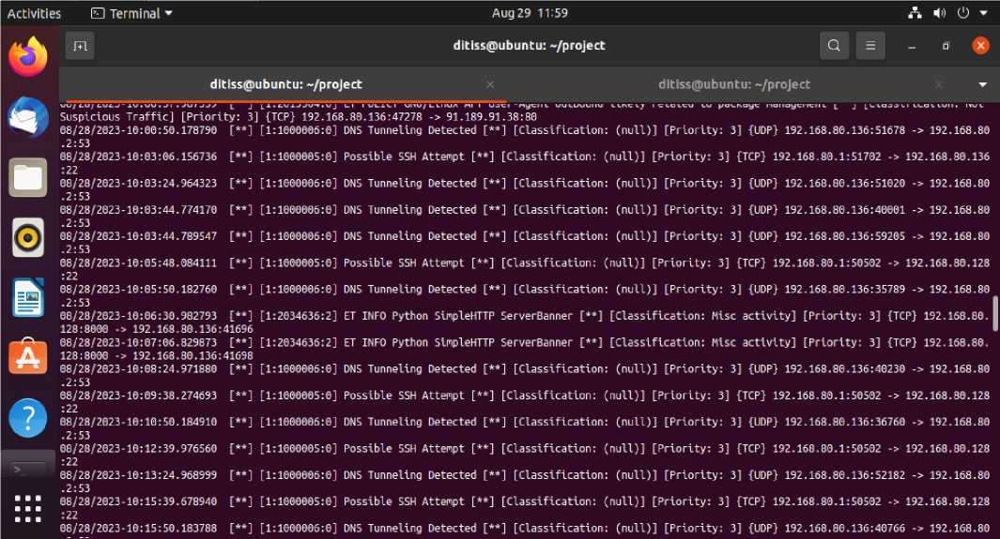 Activities
Terminal
Aug 29 11:59
ditiss@ubuntu: ~/project
ditiss@ubuntu: ~/project
ditiss@ubuntu: ~/project
Suspicious Traffic] [Priority: 3] {TCP} 192.168.80.136:47278 -> 91.189.91.38:80
08/28/2023-10:00:50.178790 [**] [1:1000006:0] DNS Tunneling Detected [**] [Classification: (null)] [Priority: 3] {UDP} 192.168.80.136:51678 -> 192.168.80
.2:53
08/28/2023-10:03:06.156736 [**] [1:1000005:0] Possible SSH Attempt [**] [Classification: (null)] [Priority: 3] {TCP} 192.168.80.1:51702 -> 192.168.80.136
:22
08/28/2023-10:03:24.964323 [**] [1:1000006:0] DNS Tunneling Detected [**] [Classification: (null)] [Priority: 3] {UDP} 192.168.80.136:51020 -> 192.168.80
.2:53
08/28/2023-10:03:44.774170 [**] [1:1000006:0] DNS Tunneling Detected [**] [Classification: (null)] [Priority: 3] {UDP} 192.168.80.136:40001 -> 192.168.80
.2:53
08/28/2023-10:03:44.789547 [**] [1:1000006:0] DNS Tunneling Detected [**] [Classification: (null)] [Priority: 3] {UDP} 192.168.80.136:59205 -> 192.168.80
.2:53
08/28/2023-10:05:48.084111 [**] [1:1000005:0] Possible SSH Attempt [**] [Classification: (null)] [Priority: 3] {TCP} 192.168.80.1:50502 -> 192.168.80.128
:22
08/28/2023-10:05:50.182760 [**] [1:1000006:0] DNS Tunneling Detected [**] [Classification: (null)] [Priority: 3] {UDP} 192.168.80.136:35789 -> 192.168.80
.2:53
08/28/2023-10:06:30.982793 [**] [1:2034636:2] ET INFO Python SimpleHTTP ServerBanner [**] [Classification: Misc activity] [Priority: 3] {TCP} 192.168.80.
128:8000 -> 192.168.80.136:41696
08/28/2023-10:07:06.829873 [**] [1:2034636:2] ET INFO Python SimpleHTTP ServerBanner [**] [Classification: Misc activity] [Priority: 3] {TCP} 192.168.80.
128:8000 -> 192.168.80.136:41698
08/28/2023-10:08:24.971880 [**] [1:1000006:0] DNS Tunneling Detected [**] [Classification: (null)] [Priority: 3] {UDP} 192.168.80.136:40230 -> 192.168.80
.2:53
08/28/2023-10:09:38.274693 [**] [1:1000005:0] Possible SSH Attempt [**] [Classification: (null)] [Priority: 3] {TCP} 192.168.80.1:50502 -> 192.168.80.128
:22
08/28/2023-10:10:50.184910 [**] [1:1000006:0] DNS Tunneling Detected [**] [Classification: (null)] [Priority: 3] {UDP} 192.168.80.136:36760 -> 192.168.80
.2:53
08/28/2023-10:12:39.976560 [**] [1:1000005:0] Possible SSH Attempt [**] [Classification: (null)] [Priority: 3] {TCP} 192.168.80.1:50502 -> 192.168.80.128
:22
08/28/2023-10:13:24.968999 [**] [1:1000006:0] DNS Tunneling Detected [**] [Classification: (null)] [Priority: 3] {UDP} 192.168.80.136:52182 -> 192.168.80
.2:53
08/28/2023-10:15:39.678940 [**] [1:1000005:0] Possible SSH Attempt [**] [Classification: (null)] [Priority: 3] {TCP} 192.168.80.1:50502 -> 192.168.80.128
:22
08/28/2023-10:15:50.183788 [**] [1:1000006:0] DNS Tunneling Detected [**] [Classification: (null)] [Priority: 3] {UDP} 192.168.80.136:40766 -> 192.168.80